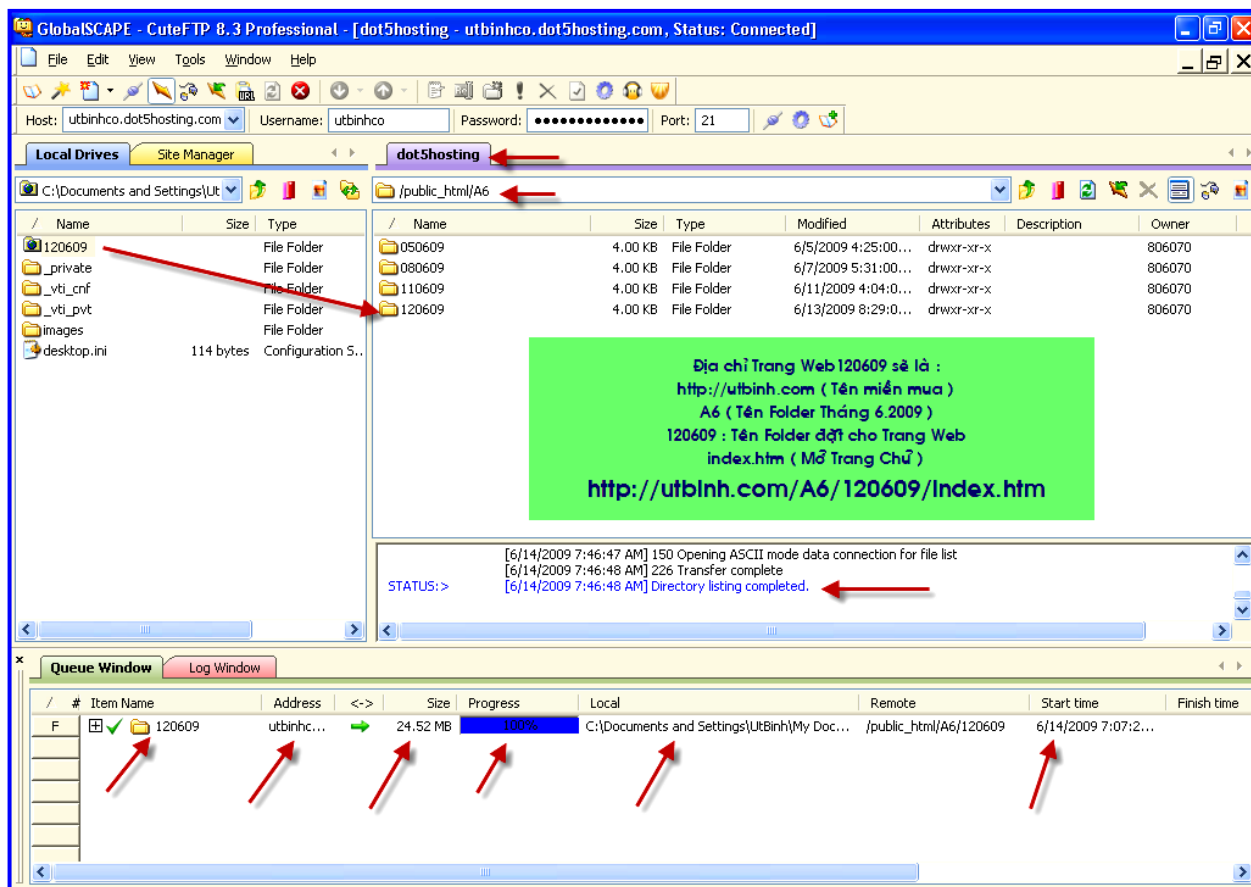 GlobalSCAPE - CuteFTP 8.3 Professional - [dot5hosting - utbinhco.dot5hosting.com, Status: Connected]
File Edit View Tools Window Help
Host: utbinhco.dot5hosting.com Username: utbinhco Password: ●●●●●●●●●●●●● Port: 21
Local Drives Site Manager dot5hosting
C:\Documents and Settings\Ut /public_html/A6
/ Name Size Type / Name Size Type Modified Attributes Description Owner
120609 File Folder 050609 4.00 KB File Folder 6/5/2009 4:25:00... drwxr-xr-x 806070
_private File Folder 080609 4.00 KB File Folder 6/7/2009 5:31:00... drwxr-xr-x 806070
_vti_cnf File Folder 110609 4.00 KB File Folder 6/11/2009 4:04:0... drwxr-xr-x 806070
_vti_pvt File Folder 120609 4.00 KB File Folder 6/13/2009 8:29:0... drwxr-xr-x 806070
images File Folder
desktop.ini 114 bytes Configuration S..
Địa chỉ Trang Web120609 sẽ là :
http://utbinh.com ( Tên miền mua )
A6 ( Tên Folder Tháng 6.2009 )
120609 : Tên Folder đặt cho Trang Web
index.htm ( Mở Trang Chủ )
http://utbinh.com/A6/120609/index.htm
[6/14/2009 7:46:47 AM] 150 Opening ASCII mode data connection for file list
[6/14/2009 7:46:48 AM] 226 Transfer complete
STATUS:> [6/14/2009 7:46:48 AM] Directory listing completed.
Queue Window Log Window
/ # Item Name Address <-> Size Progress Local Remote Start time Finish time
F 120609 utbinhc... 24.52 MB 100% C:\Documents and Settings\UtBinh\My Doc... /public_html/A6/120609 6/14/2009 7:07:2...